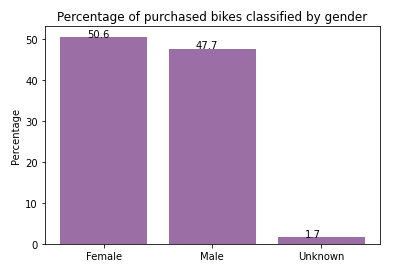 Percentage of purchased bikes classified by gender
50
40
30
20
10
0
Percentage
50.6
47.7
1.7
Female
Male
Unknown